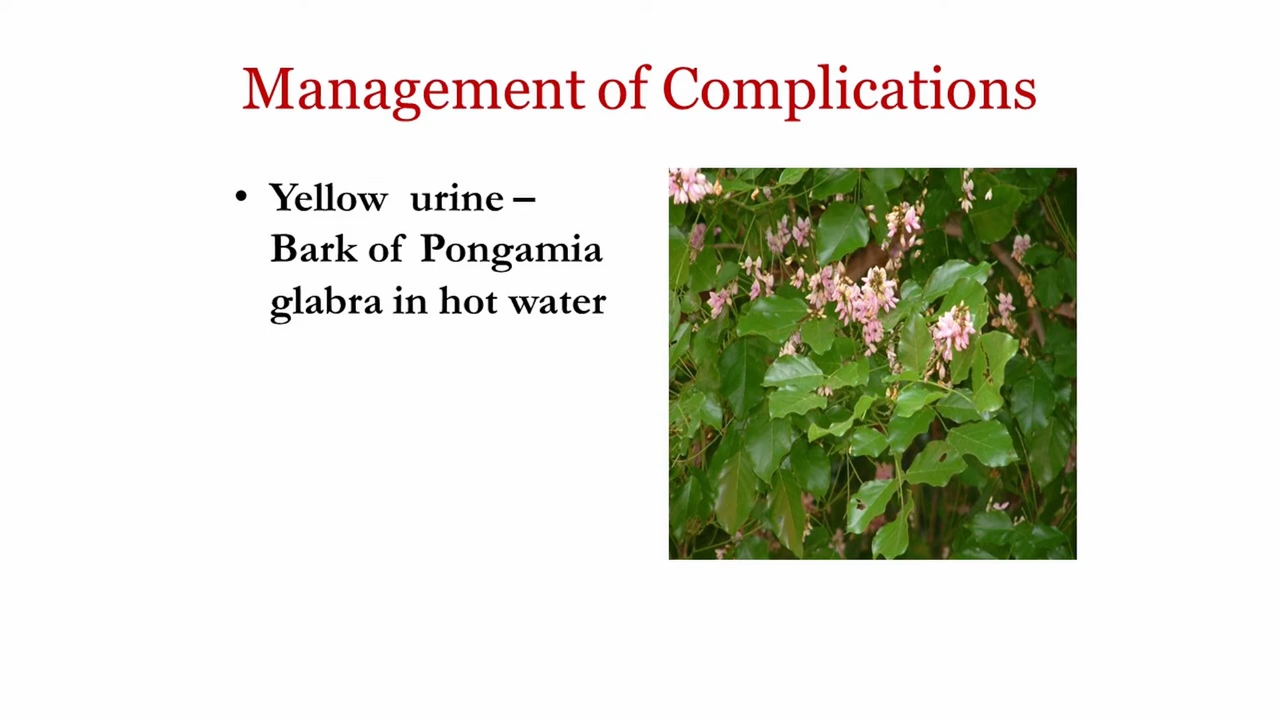 Management of Complications
• Yellow urine –
Bark of Pongamia
glabra in hot water